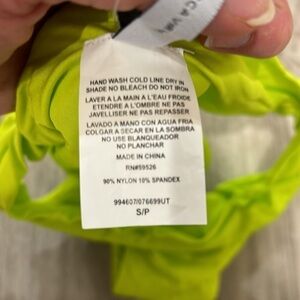 HAND WASH COLD LINE DRY IN
SHADE NO BLEACH DO NOT IRON
LAVER A LA MAIN A L'EAU FROIDE
ETENDRE A L'OMBRE NE PAS
JAVELLISER NE PAS REPASSER
LAVADO A MANO CON AGUA FRIA
COLGAR A SECAR EN LA SOMBRA
NO USE BLANQUEADOR
NO PLANCHAR
MADE IN CHINA
RN#59526
90% NYLON 10% SPANDEX
994607/076699UT
S/P